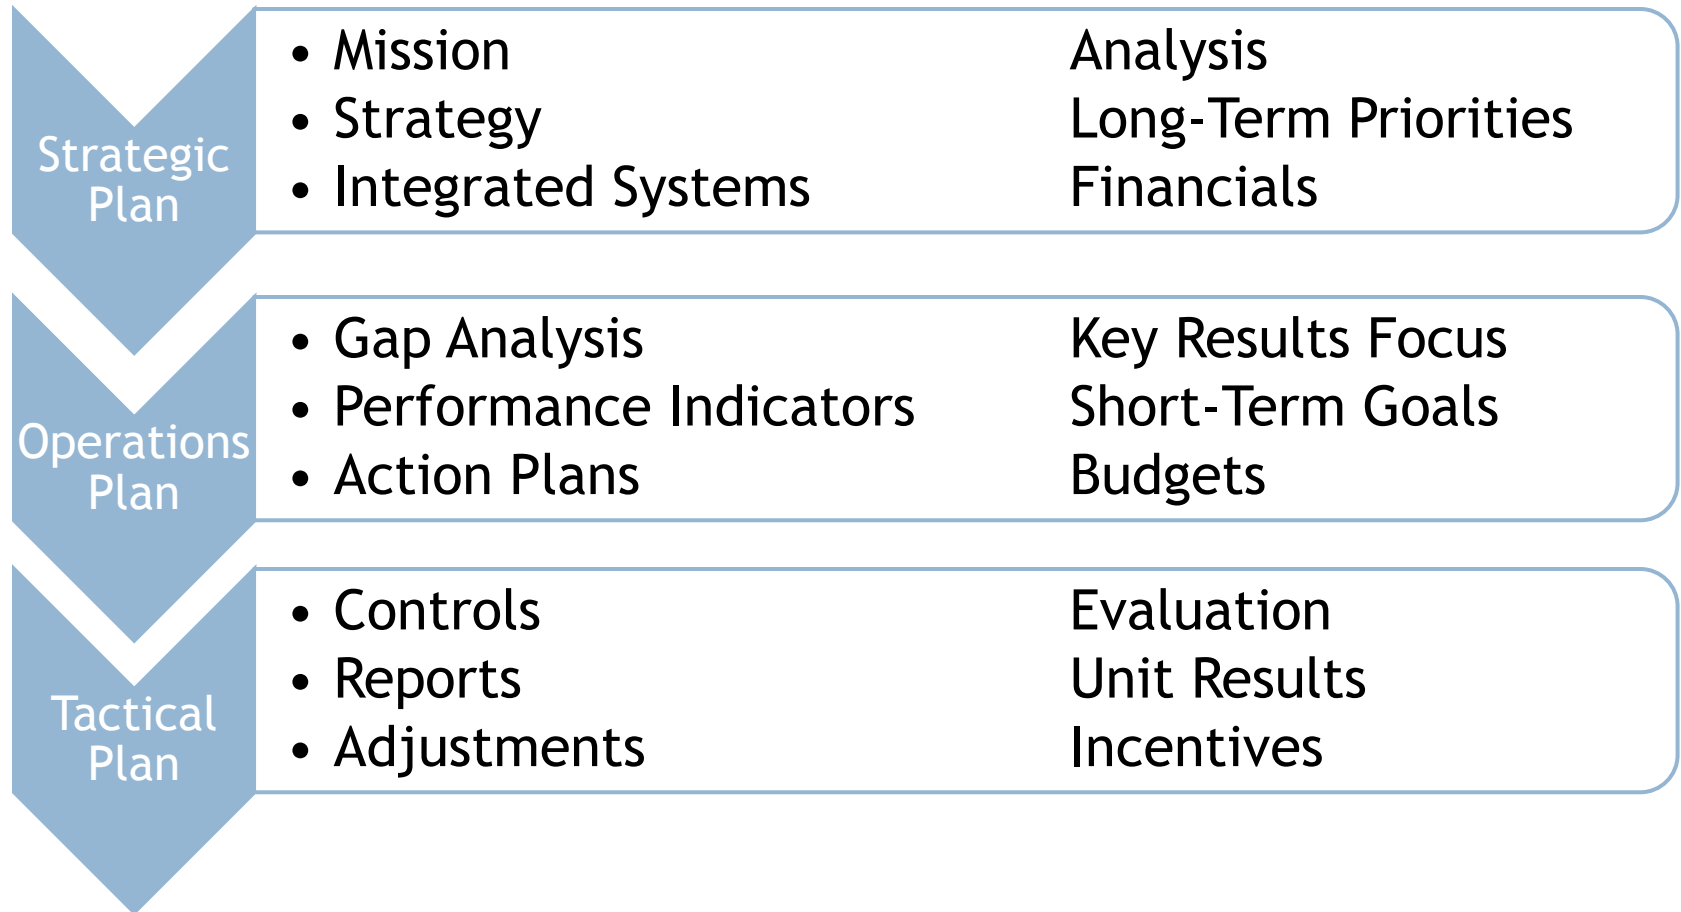 Strategic
Plan
• Mission Analysis
• Strategy Long-Term Priorities
• Integrated Systems Financials
Operations
Plan
• Gap Analysis Key Results Focus
• Performance Indicators Short-Term Goals
• Action Plans Budgets
Tactical
Plan
• Controls Evaluation
• Reports Unit Results
• Adjustments Incentives